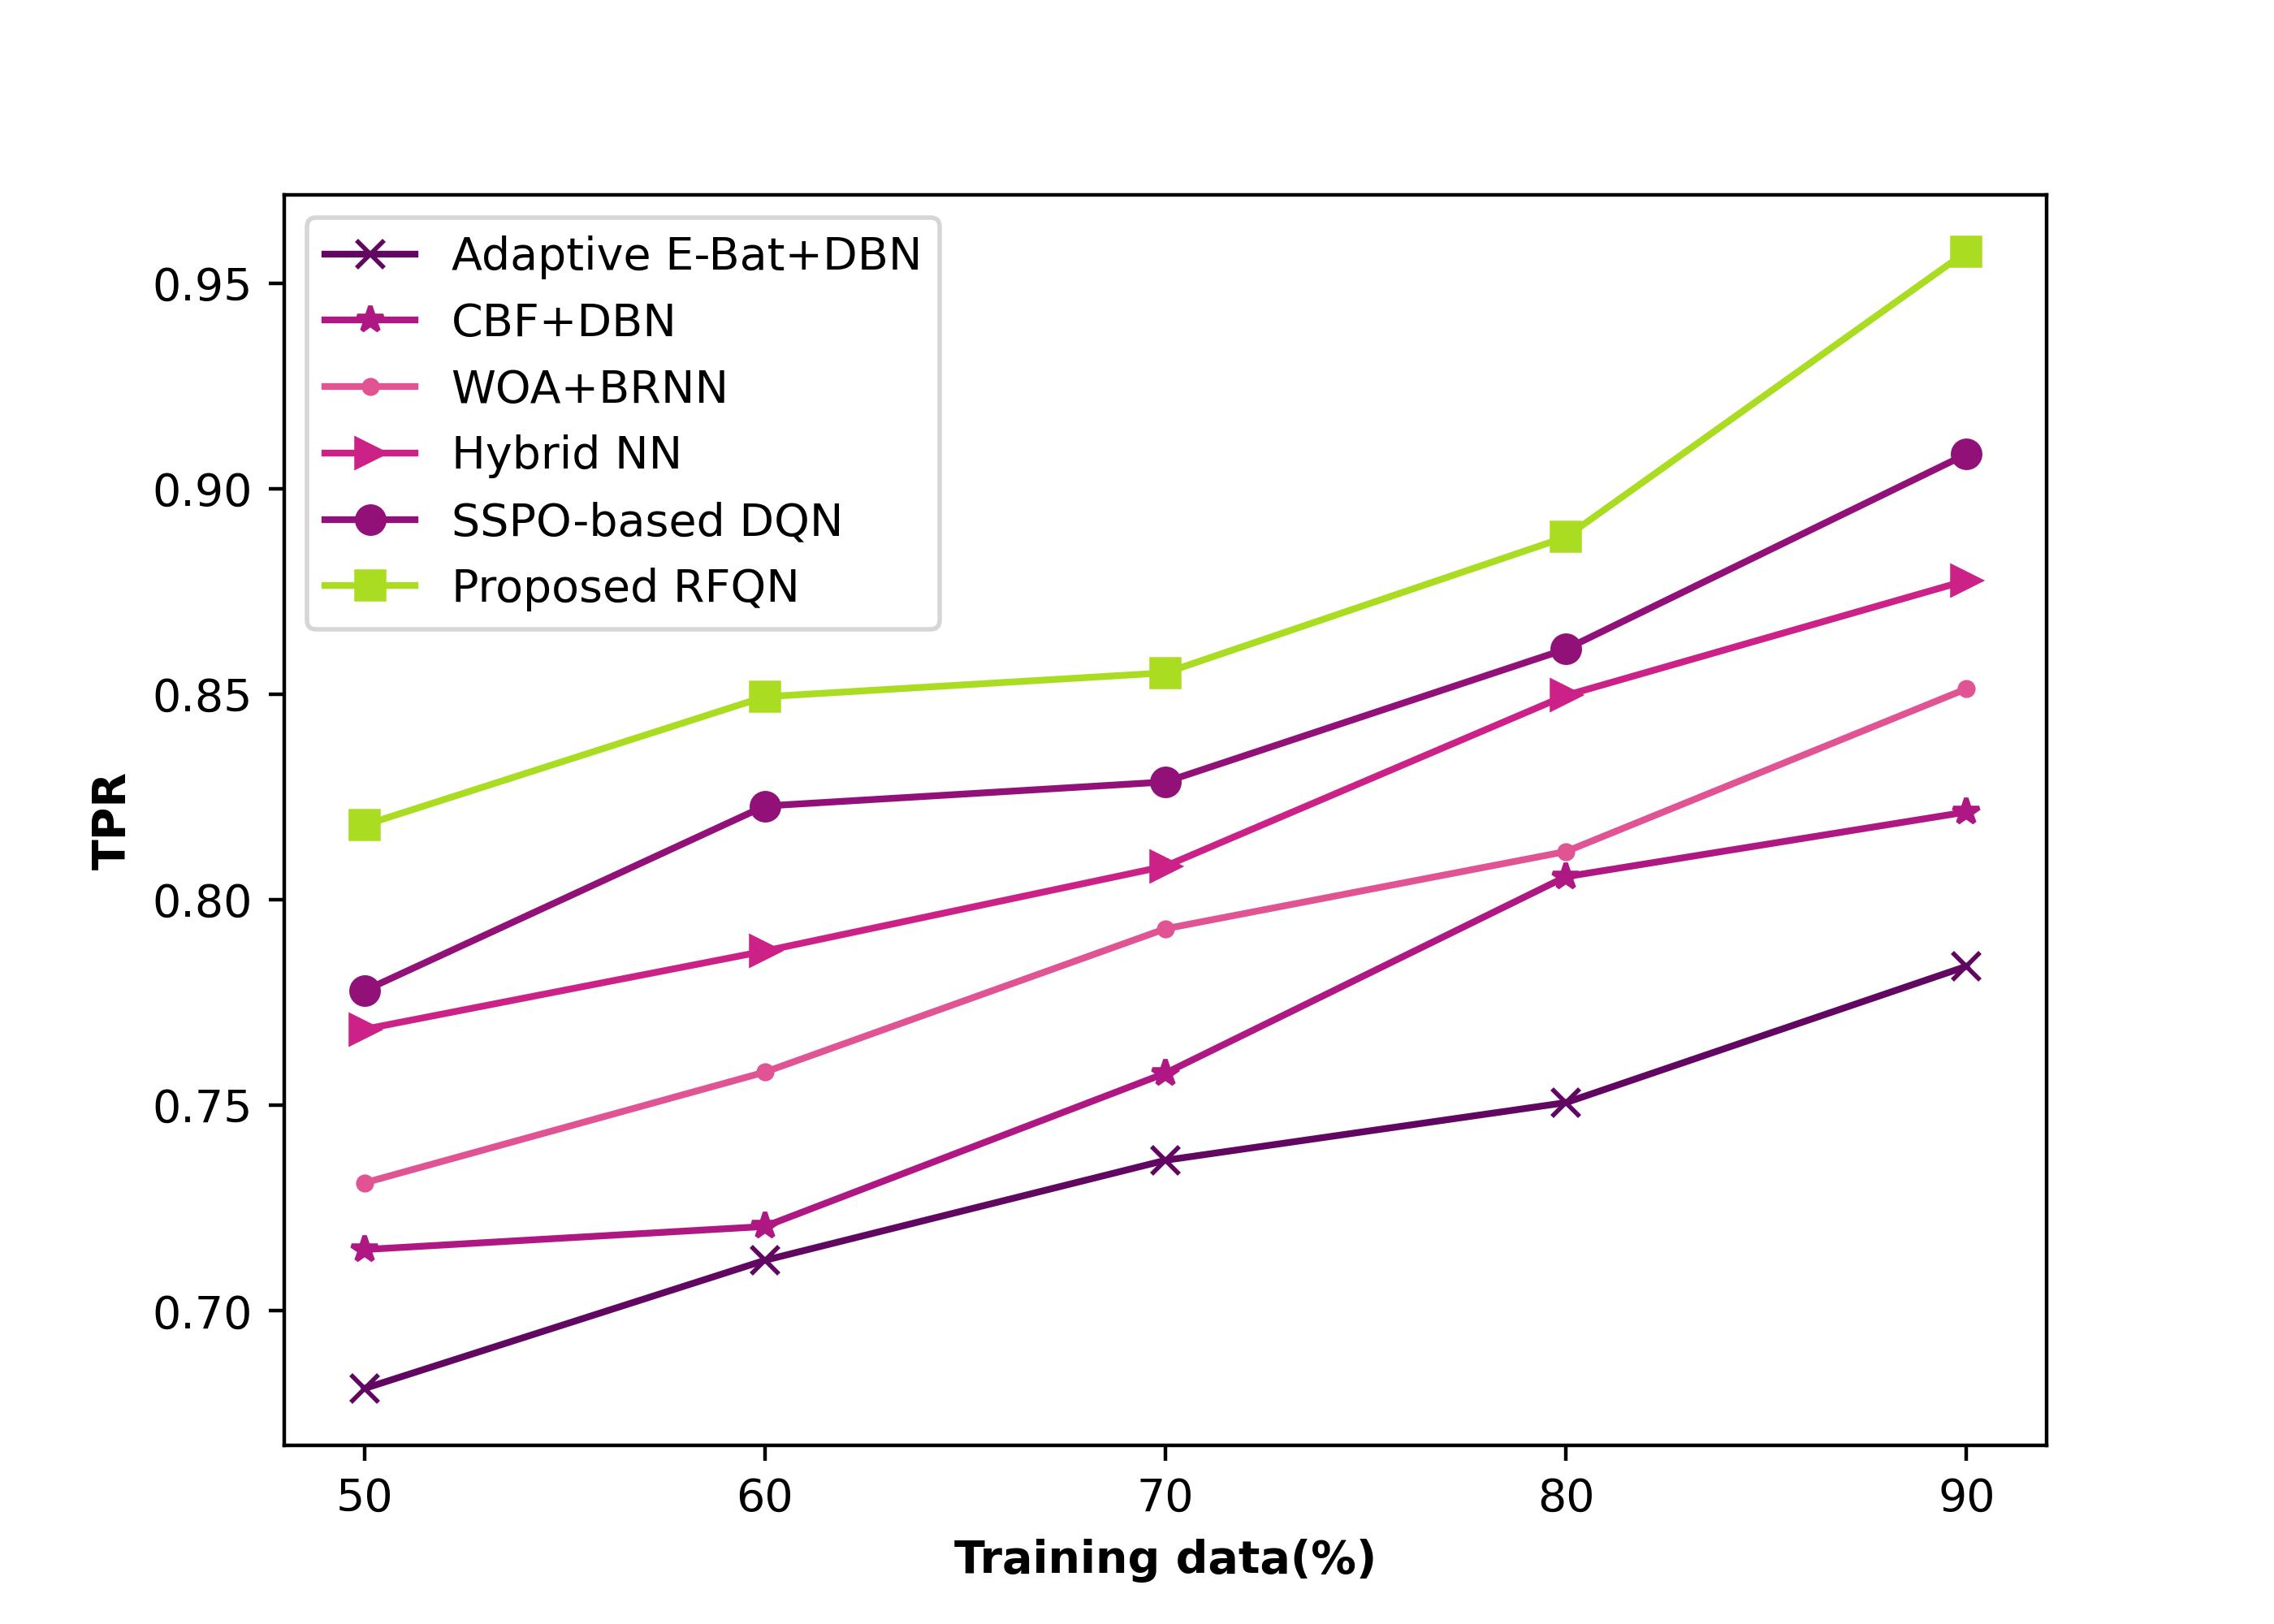 Adaptive E-Bat+DBN
CBF+DBN
WOA+BRNN
Hybrid NN
SSPO-based DQN
Proposed RFQN
0.95
0.90
0.85
0.80
0.75
0.70
TPR
50 60 70 80 90
Training data(%)